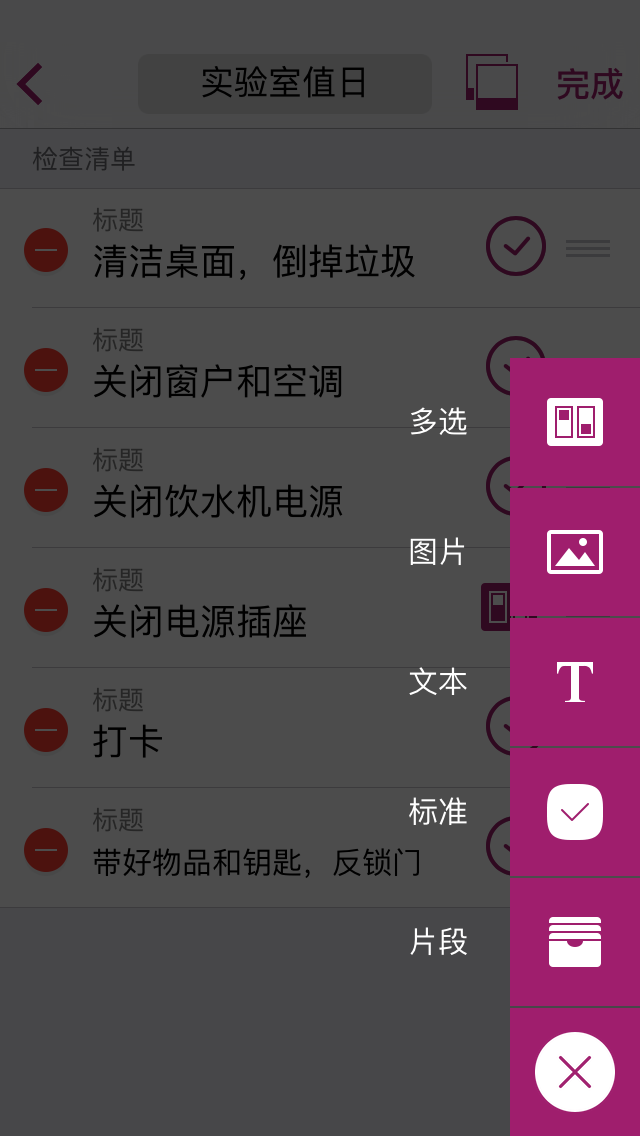 实验室值日
完成
检查清单
标题
清洁桌面，倒掉垃圾
标题
关闭窗户和空调
多选
标题
关闭饮水机电源
图片
标题
关闭电源插座
文本
标题
打卡
标准
标题
带好物品和钥匙，反锁门
片段